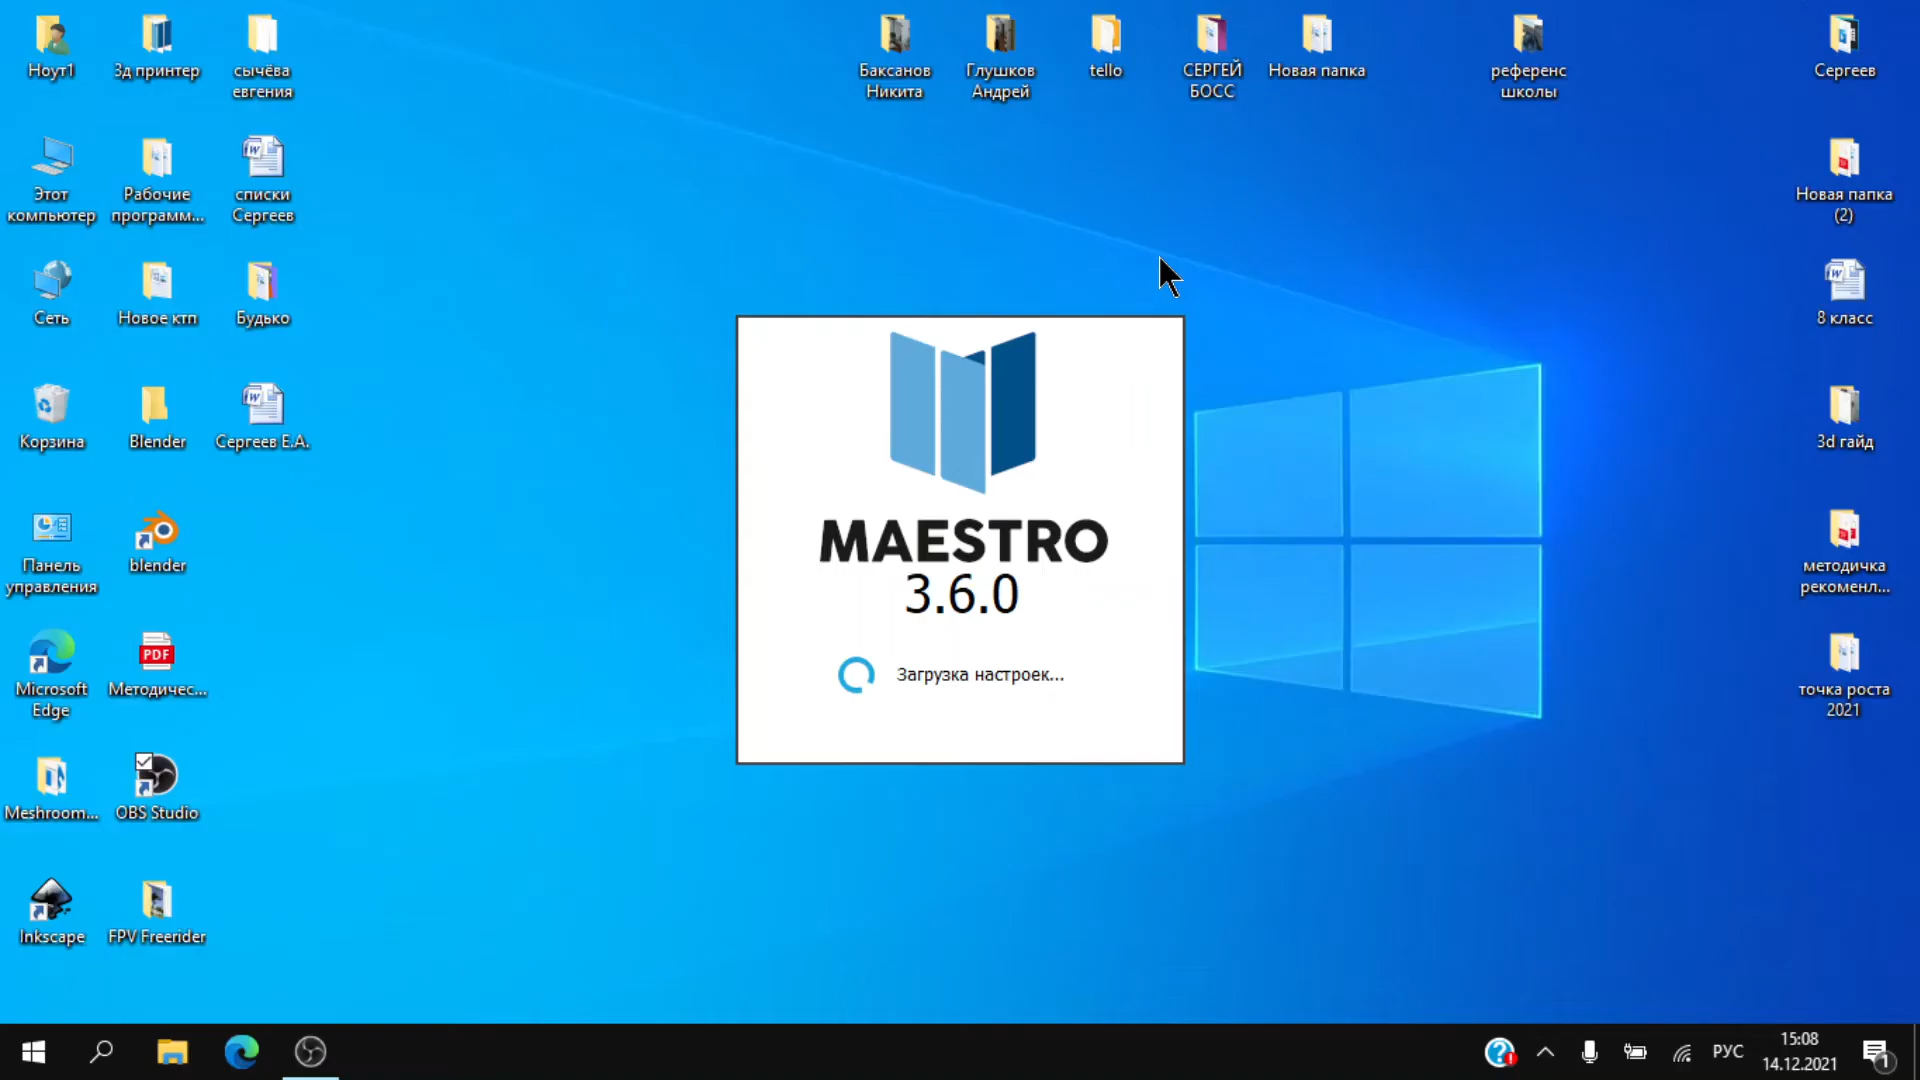 Ноут1
3д принтер
сычёва
евгения
Баксанов
Никита
Глушков
Андрей
tello
СЕРГЕЙ
БОСС
Новая папка
референс
школы
Сергеев
Этот
компьютер
Рабочие
программ...
списки
Сергеев
Новая папка
(2)
Сеть
Новое ктп
Будько
8 класс
Корзина
Blender
Сергеев Е.А.
3d гайд
Панель
управления
blender
методичка
рекоменл...
Microsoft
Edge
PDF
Методичес...
точка роста
2021
Meshroom...
OBS Studio
Inkscape
FPV Freerider
MAESTRO
3.6.0
Загрузка настроек...
РУС
15:08
14.12.2021
1